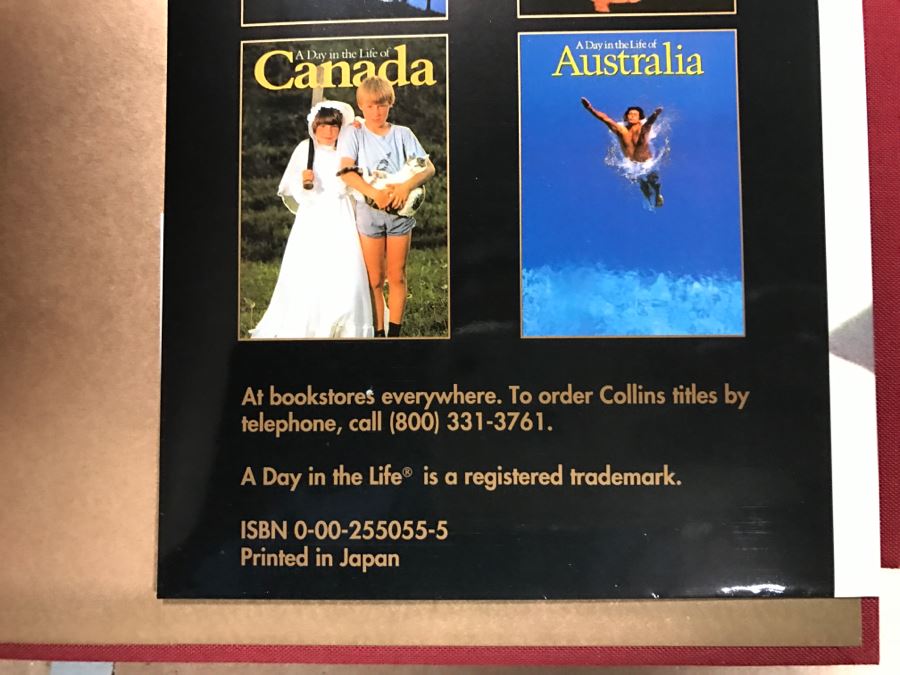 A Day in the Life of
Canada
A Day in the Life of
Australia
At bookstores everywhere. To order Collins titles by
telephone, call (800) 331-3761.
A Day in the Life® is a registered trademark.
ISBN 0-00-255055-5
Printed in Japan